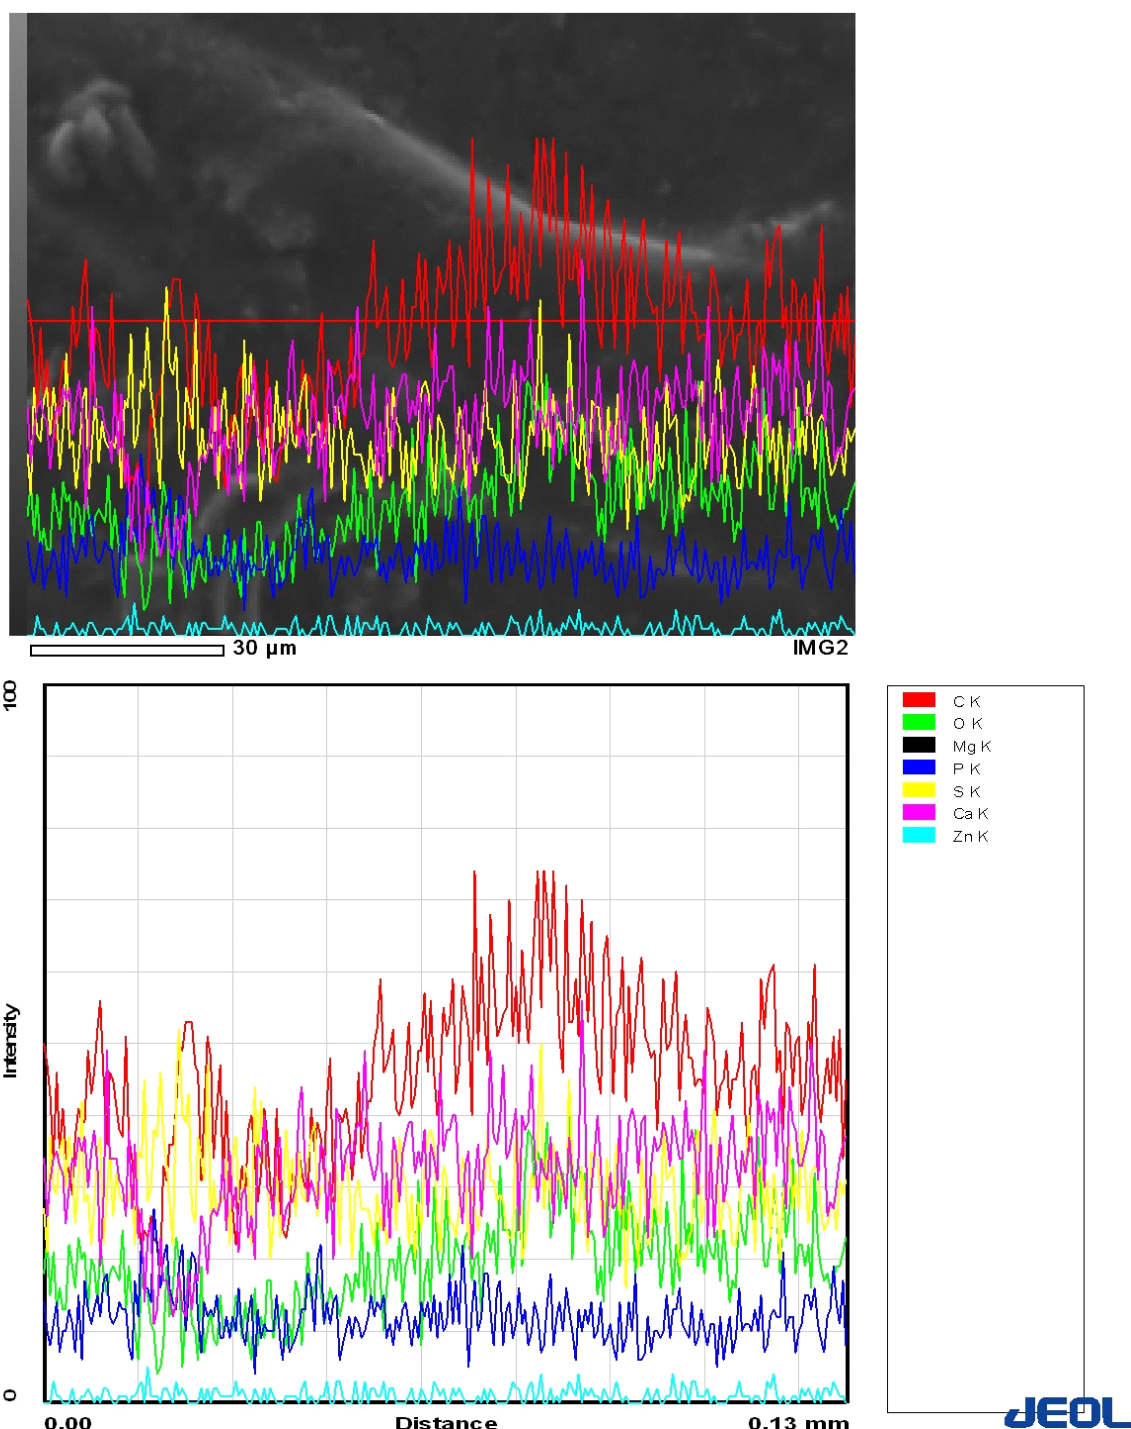 30 µm
IMG2
100
Intensity
0
0.00
Distance
0.13 mm
C K
O K
Mg K
P K
S K
Ca K
Zn K
JEOL